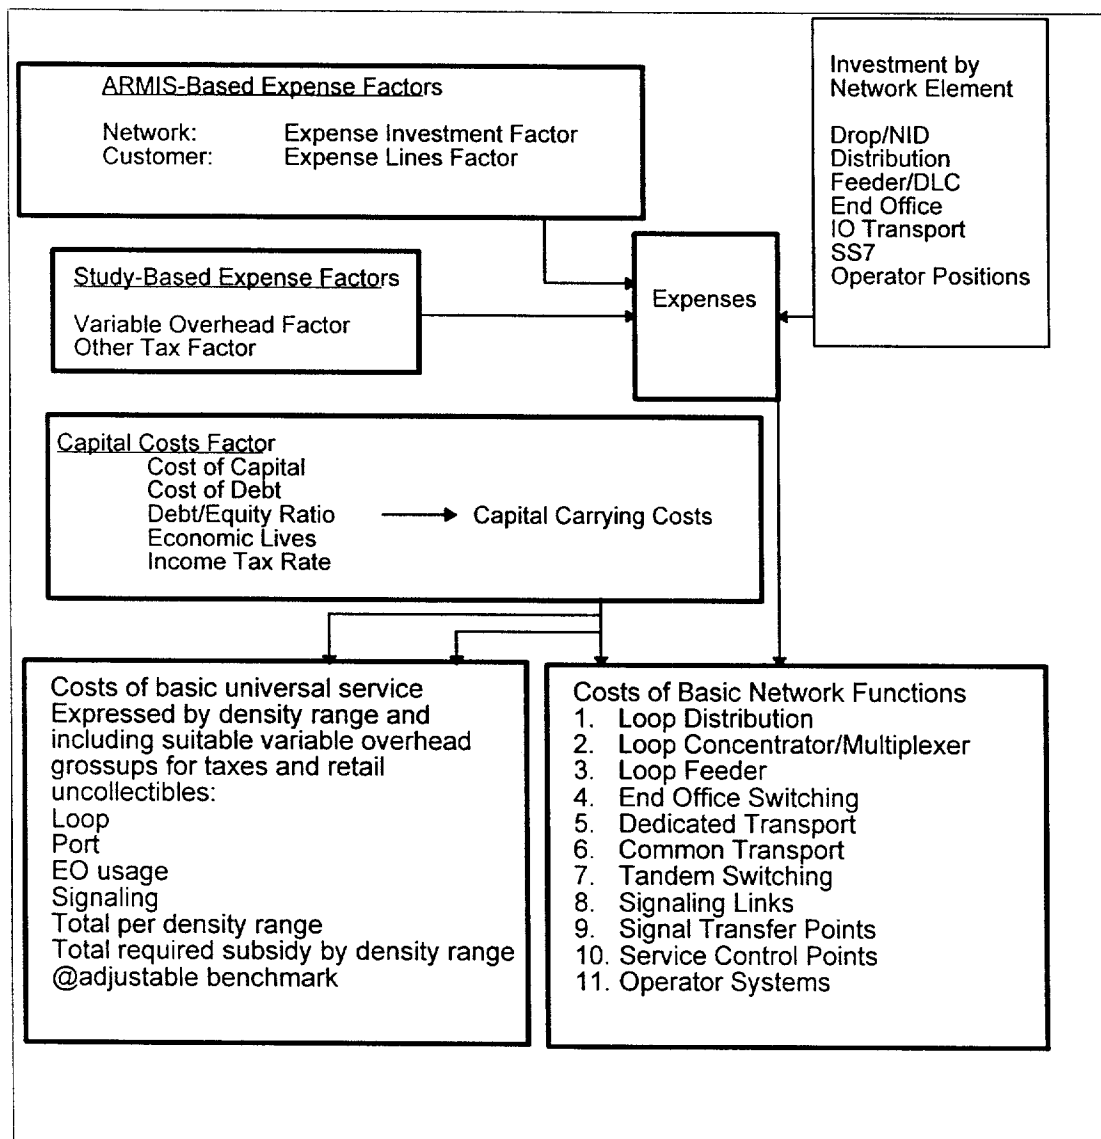 ARMIS-Based Expense Factors
Network: Expense Investment Factor
Customer: Expense Lines Factor
Investment by
Network Element
Drop/NID
Distribution
Feeder/DLC
End Office
IO Transport
SS7
Operator Positions
Study-Based Expense Factors
Variable Overhead Factor
Other Tax Factor
Expenses
Capital Costs Factor
Cost of Capital
Cost of Debt
Debt/Equity Ratio
Economic Lives
Income Tax Rate
Capital Carrying Costs
Costs of basic universal service
Expressed by density range and
including suitable variable overhead
grossups for taxes and retail
uncollectibles:
Loop
Port
EO usage
Signaling
Total per density range
Total required subsidy by density range
@adjustable benchmark
Costs of Basic Network Functions
1. Loop Distribution
2. Loop Concentrator/Multiplexer
3. Loop Feeder
4. End Office Switching
5. Dedicated Transport
6. Common Transport
7. Tandem Switching
8. Signaling Links
9. Signal Transfer Points
10. Service Control Points
11. Operator Systems